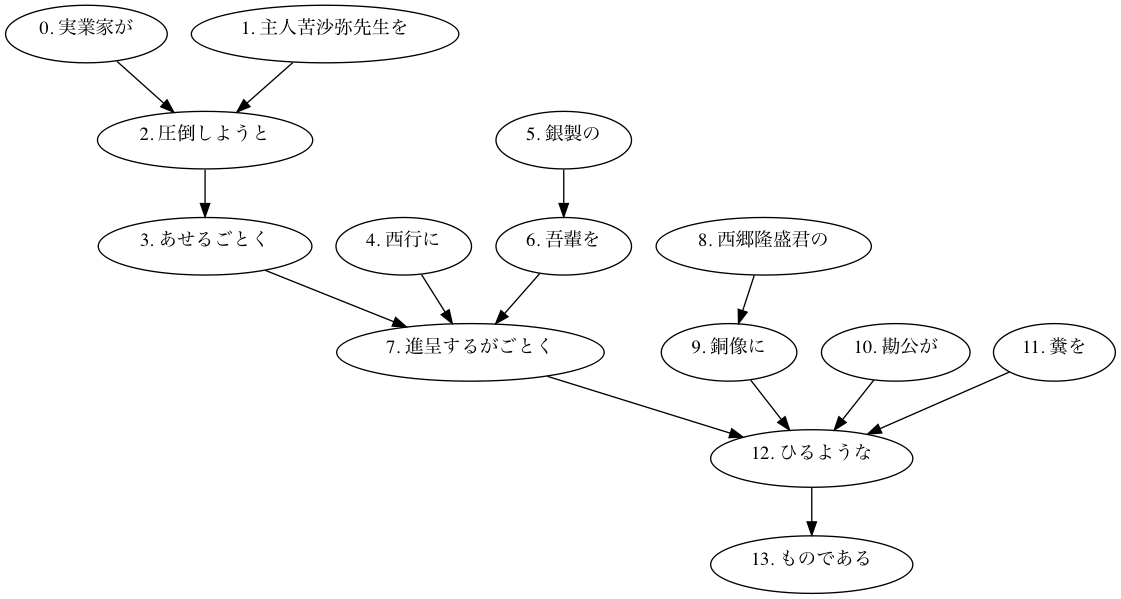 0. 実業家が
1. 主人苦沙弥先生を
2. 圧倒しようと
5. 銀製の
3. あせるごとく
4. 西行に
6. 吾輩を
8. 西郷隆盛君の
7. 進呈するがごとく
9. 銅像に
10. 勘公が
11. 糞を
12. ひるような
13. ものである